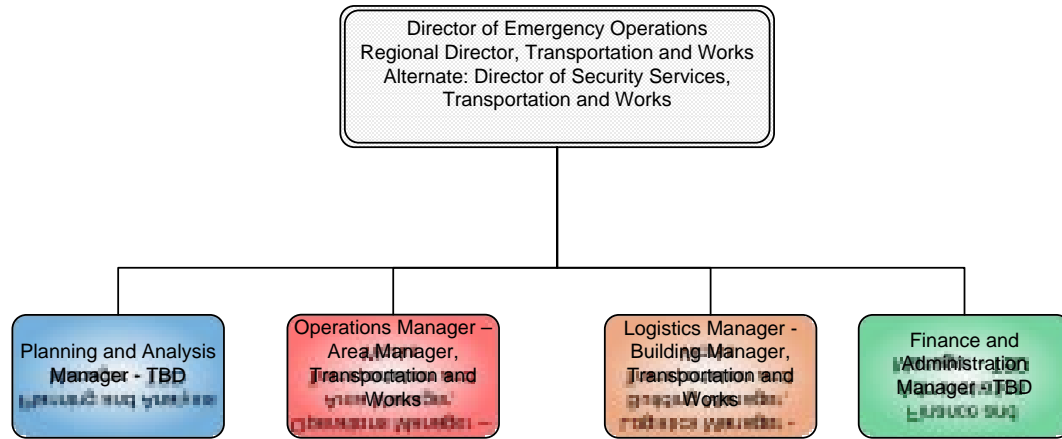 Director of Emergency Operations
Regional Director, Transportation and Works
Alternate: Director of Security Services,
Transportation and Works
Planning and Analysis
Manager - TBD
Operations Manager –
Area Manager,
Transportation and
Works
Logistics Manager -
Building Manager,
Transportation and
Works
Finance and
Administration
Manager - TBD